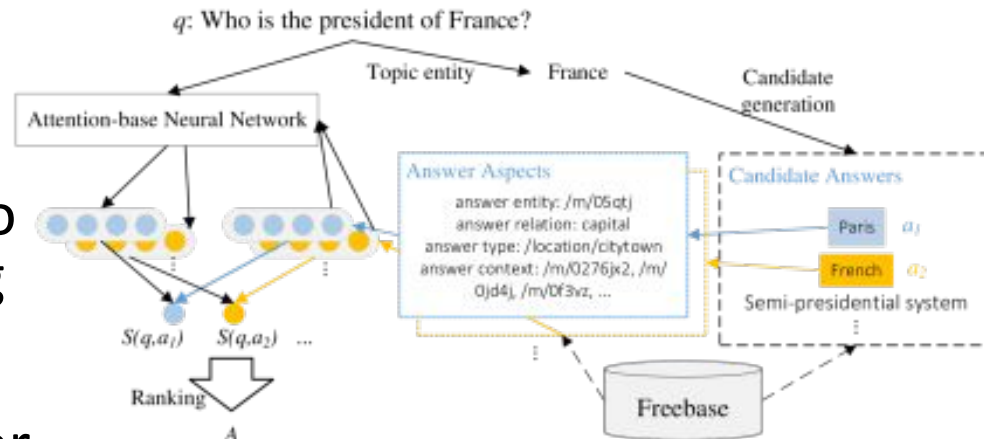 q: Who is the president of France?
Topic entity
France
Candidate
generation
Attention-base Neural Network
Answer Aspects
answer entity: /m/05qtj
answer relation: capital
answer type: /location/citytown
answer context: /m/0276jx2, /m/
0jd4j, /m/0f3vz, ...
Candidate Answers
Paris a1
French a2
Semi-presidential system
S(q,a1) S(q,a2) ...
Ranking
Freebase